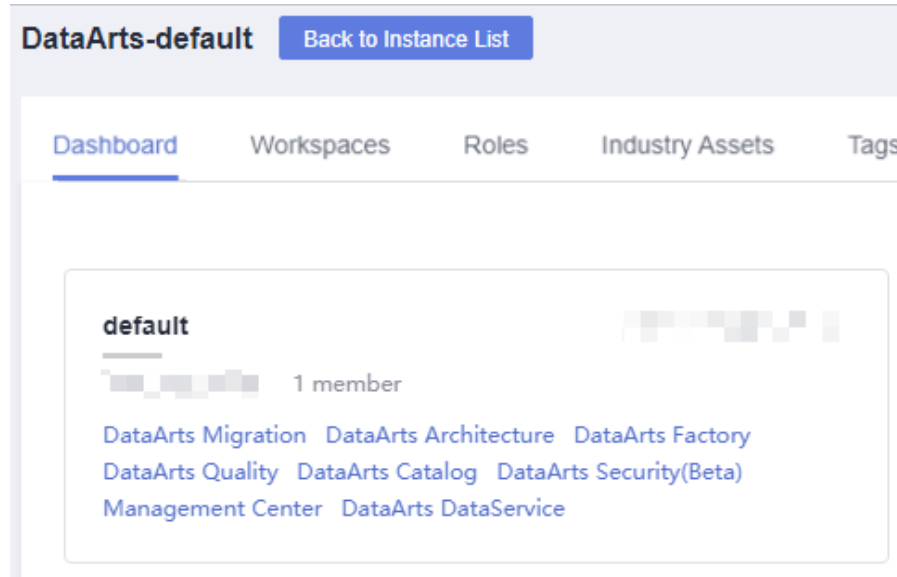 DataArts-default Back to Instance List
Dashboard Workspaces Roles Industry Assets Tags
default
1 member
DataArts Migration DataArts Architecture DataArts Factory
DataArts Quality DataArts Catalog DataArts Security(Beta)
Management Center DataArts DataService